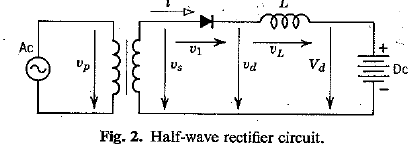 i
L
Ac
v1
vL
+
vp
vs
vd
Vd
Dc
−
Fig. 2. Half-wave rectifier circuit.